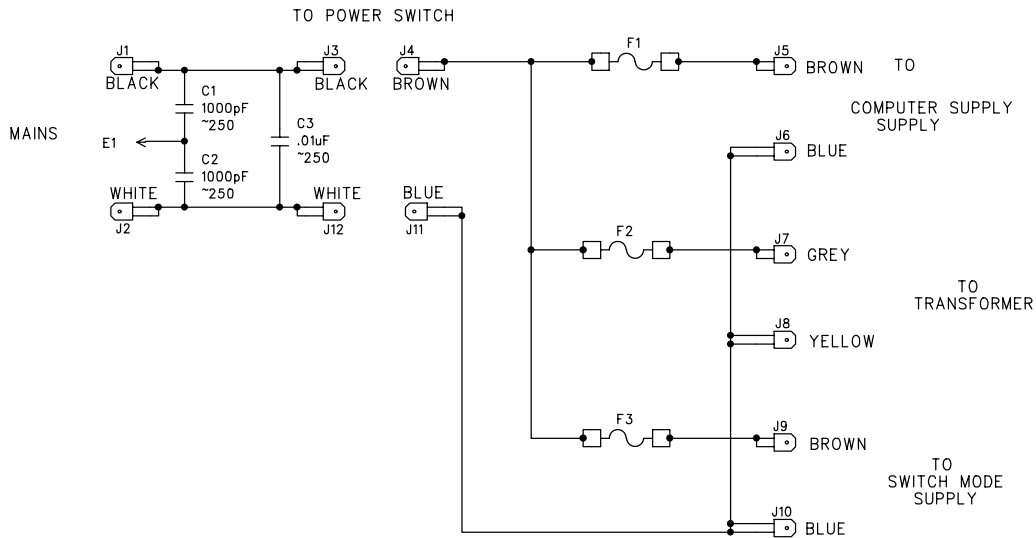 TO POWER SWITCH
J1
BLACK
J3
BLACK
J4
BROWN
F1
J5
BROWN TO
COMPUTER SUPPLY
SUPPLY
C1
1000pF
~250
C3
.01uF
~250
MAINS
E1
C2
1000pF
~250
J6
BLUE
WHITE
J2
WHITE
J12
BLUE
J11
F2
J7
GREY
TO
TRANSFORMER
J8
YELLOW
F3
J9
BROWN
TO
SWITCH MODE
SUPPLY
J10
BLUE